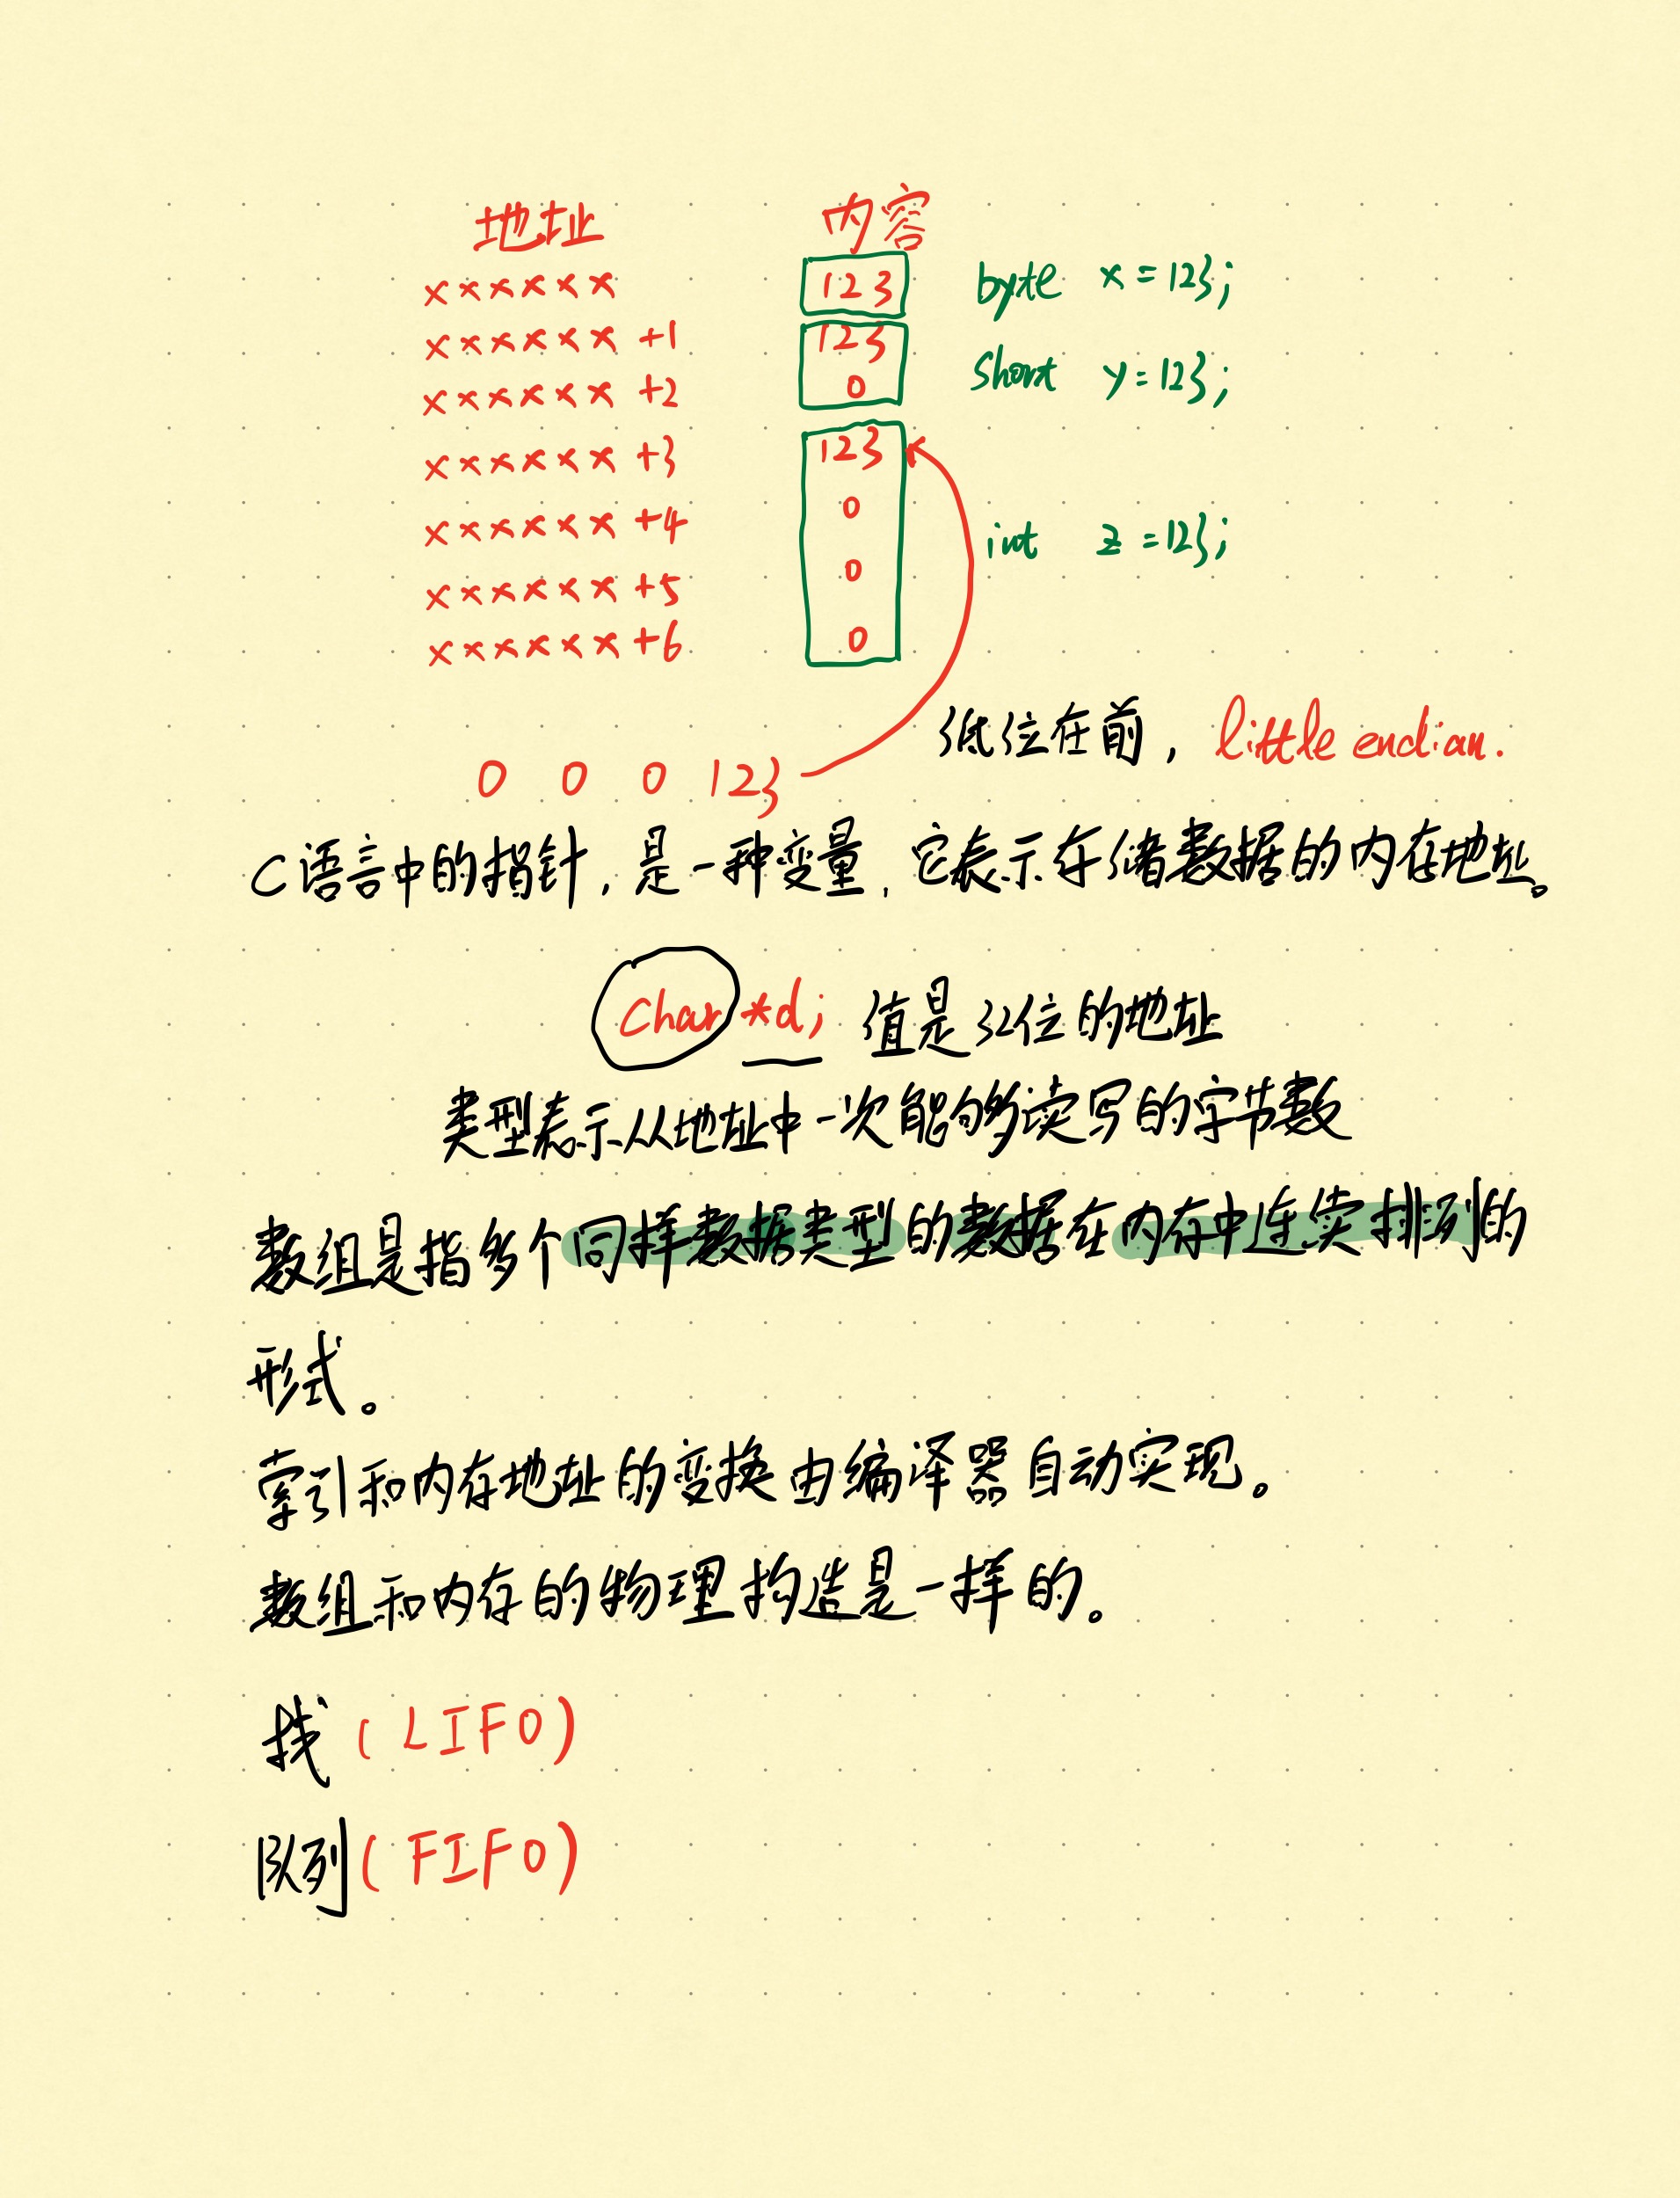 地址 内容
×××××× 123 byte x=123;
×××××× +1 123
×××××× +2 0 short y=123;
×××××× +3 123
×××××× +4 0 int z=123;
×××××× +5 0
×××××× +6 0
低位在前，little endian.
0 0 0 123
C语言中的指针，是一种变量，它表示存储数据的内存地址。
char *d; 值是32位的地址
类型表示从地址中一次能够读写的字节数
数组是指多个同样数据类型的数据在内存中连续排列的
形式。
索引和内存地址的变换由编译器自动实现。
数组和内存的物理构造是一样的。
栈(LIFO)
队列(FIFO)